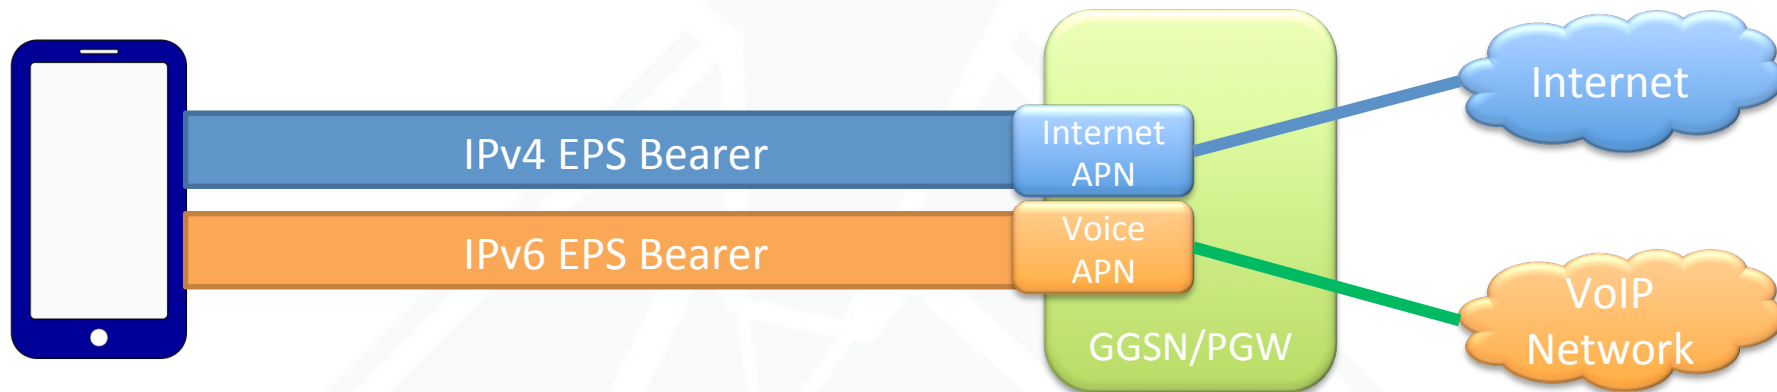 IPv4 EPS Bearer
Internet
APN
Internet
IPv6 EPS Bearer
Voice
APN
GGSN/PGW
VoIP
Network